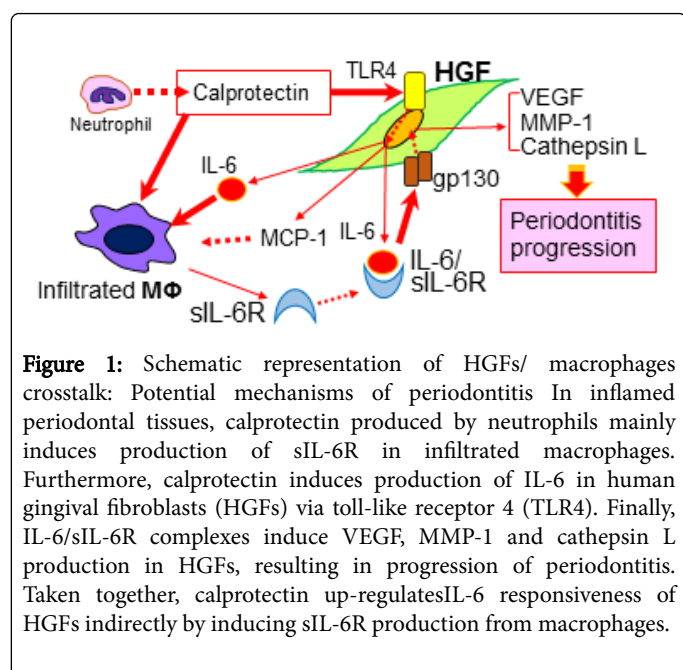 TLR4
HGF
Calprotectin
Neutrophil
VEGF
MMP-1
Cathepsin L
IL-6
gp130
MCP-1
IL-6
IL-6/
sIL-6R
Periodontitis
progression
Infiltrated MΦ
sIL-6R
Figure 1: Schematic representation of HGFs/ macrophages
crosstalk: Potential mechanisms of periodontitis In inflamed
periodontal tissues, calprotectin produced by neutrophils mainly
induces production of sIL-6R in infiltrated macrophages.
Furthermore, calprotectin induces production of IL-6 in human
gingival fibroblasts (HGFs) via toll-like receptor 4 (TLR4). Finally,
IL-6/sIL-6R complexes induce VEGF, MMP-1 and cathepsin L
production in HGFs, resulting in progression of periodontitis.
Taken together, calprotectin up-regulatesIL-6 responsiveness of
HGFs indirectly by inducing sIL-6R production from macrophages.